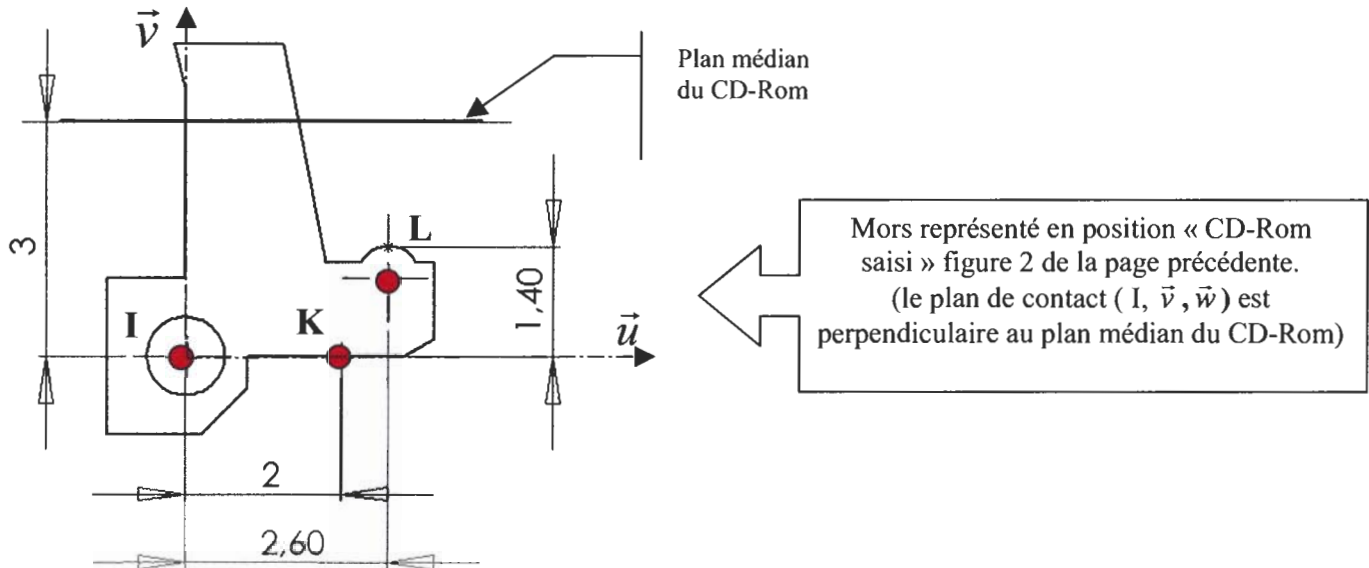 v
Plan médian
du CD-Rom
3
L
I
K
u
1,40
2
2,60
Mors représenté en position « CD-Rom
saisi » figure 2 de la page précédente.
(le plan de contact ( I, v, w) est
perpendiculaire au plan médian du CD-Rom)